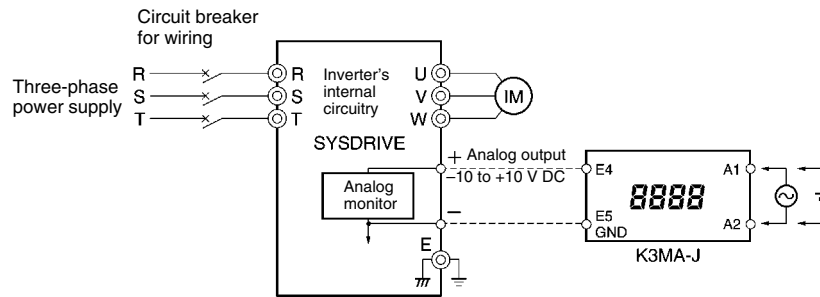 Circuit breaker
for wiring
Three-phase
power supply
R
S
T
R
S
T
Inverter's
internal
circuitry
SYSDRIVE
U
V
W
IM
Analog
monitor
+ Analog output
−10 to +10 V DC
−
E
E4
E5
GND
8888
A1
A2
K3MA-J